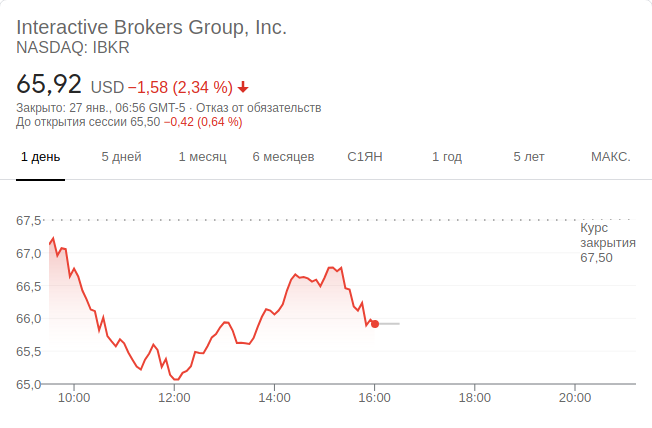 Interactive Brokers Group, Inc.
NASDAQ: IBKR
65,92 USD −1,58 (2,34 %)
Закрыто: 27 янв., 06:56 GMT-5 · Отказ от обязательств
До открытия сессии 65,50 −0,42 (0,64 %)
1 день 5 дней 1 месяц 6 месяцев С1ЯН 1 год 5 лет МАКС.
67,5
Курс
закрытия
67,50
67,0
66,5
66,0
65,5
65,0
10:00 12:00 14:00 16:00 18:00 20:00